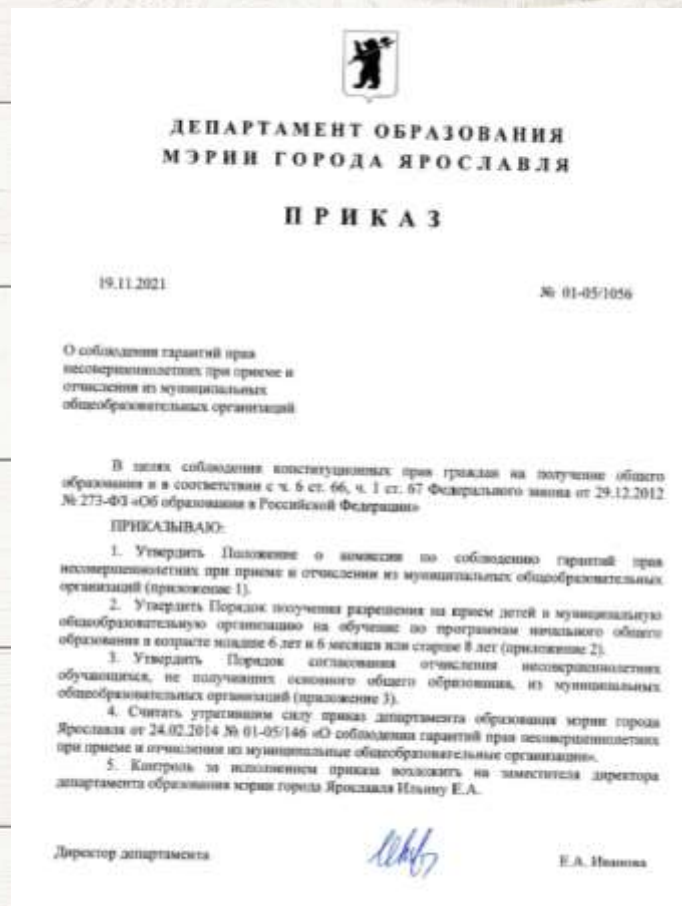 ДЕПАРТАМЕНТ ОБРАЗОВАНИЯ
МЭРИИ ГОРОДА ЯРОСЛАВЛЯ
ПРИКАЗ
19.11.2021
№ 01-05/1056
О соблюдении гарантий прав
несовершеннолетних при приеме и
отчислении из муниципальных
общеобразовательных организаций
В целях соблюдения конституционных прав граждан на получение общего
образования и в соответствии с ч. 6 ст. 66, ч. 1 ст. 67 Федерального закона от 29.12.2012
№ 273-ФЗ «Об образовании в Российской Федерации»
ПРИКАЗЫВАЮ:
1. Утвердить Положение о комиссии по соблюдению гарантий прав
несовершеннолетних при приеме и отчислении из муниципальных общеобразовательных
организаций (приложение 1).
2. Утвердить Порядок получения разрешения на прием детей в муниципальную
общеобразовательную организацию на обучение по программам начального общего
образования в возрасте младше 6 лет и 6 месяцев или старше 8 лет (приложение 2).
3. Утвердить Порядок согласования отчисления несовершеннолетних
обучающихся, не получивших основного общего образования, из муниципальных
общеобразовательных организаций (приложение 3).
4. Считать утратившим силу приказ департамента образования мэрии города
Ярославля от 24.02.2014 № 01-05/146 «О соблюдении гарантий прав несовершеннолетних
при приеме и отчислении из муниципальные общеобразовательные организации».
5. Контроль за исполнением приказа возложить на заместителя директора
департамента образования мэрии города Ярославля Ильину Е.А.
Директор департамента
Е.А. Иванова